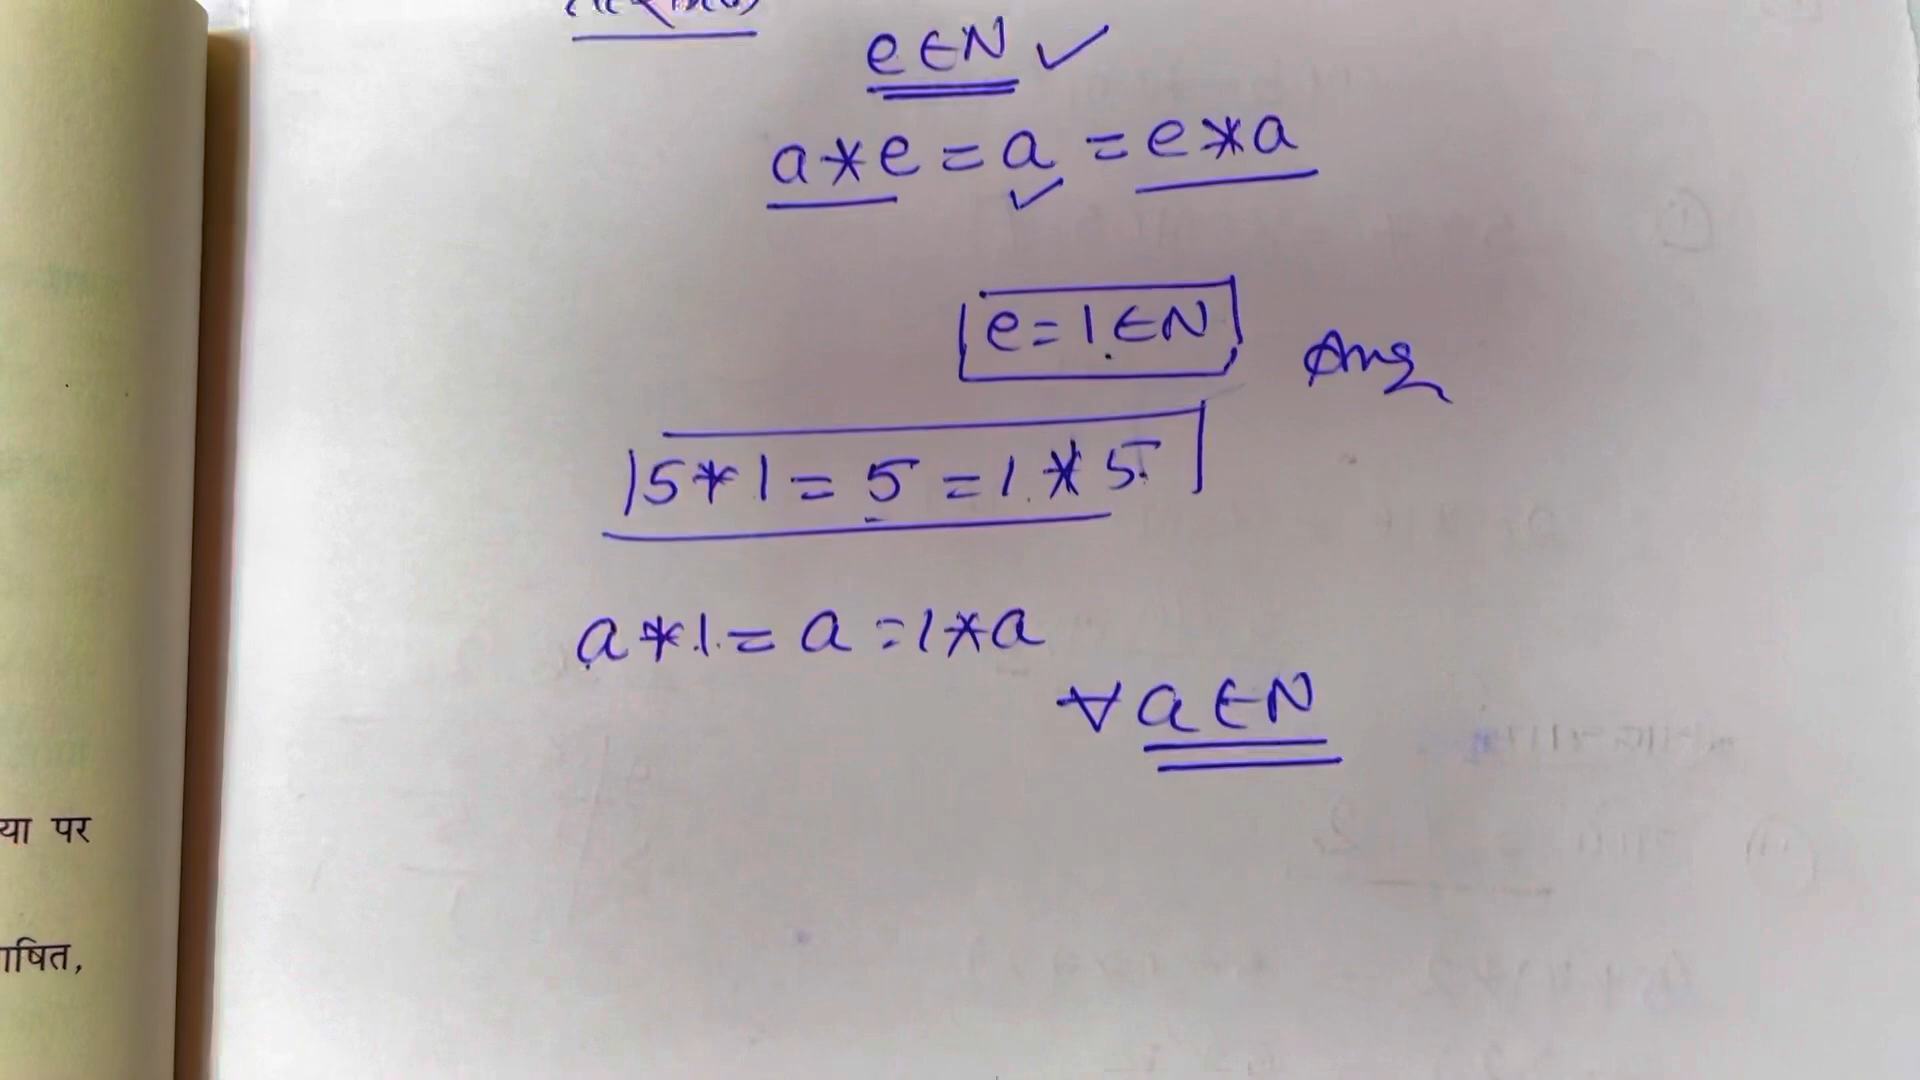 e ∈ N ✓
a * e = a = e * a
✓
e = 1 ∈ N Ans
5 * 1 = 5 = 1 * 5
a * 1 = a = 1 * a
∀ a ∈ N
या पर
षित,